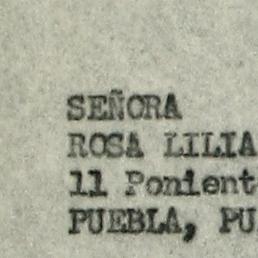 SEÑORA
ROSA LILIA
11 Ponient
PUEBLA, PU